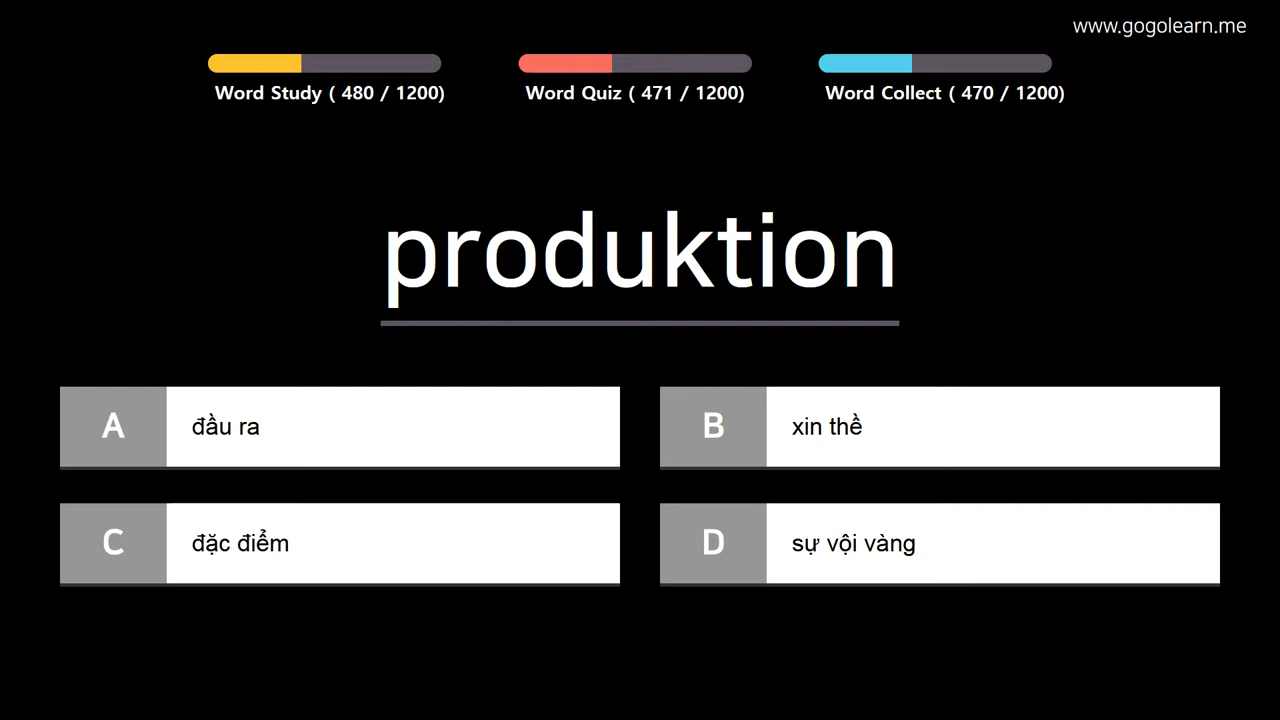 www.gogolearn.me
Word Study ( 480 / 1200)
Word Quiz ( 471 / 1200)
Word Collect ( 470 / 1200)
produktion
A đầu ra
B xin thề
C đặc điểm
D sự vội vàng